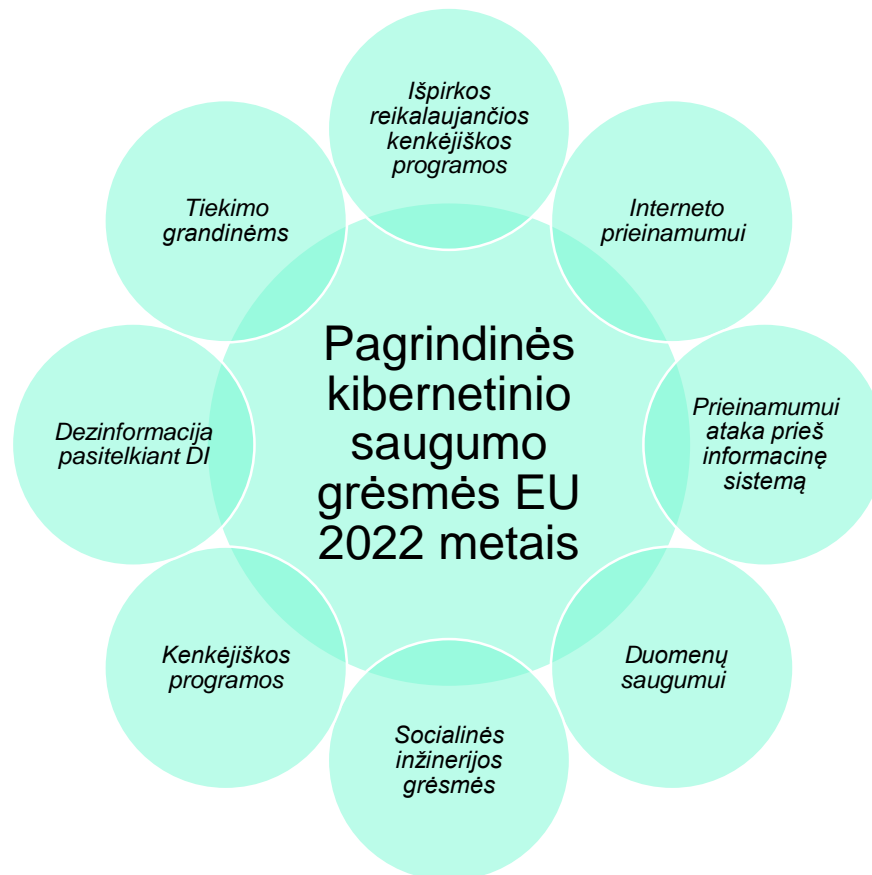 Išpirkos
reikalaujančios
kenkėjiškos
programos
Tiekimo
grandinėms
Interneto
prieinamumui
Pagrindinės
kibernetinio
saugumo
grėsmės EU
2022 metais
Dezinformacija
pasitelkiant DI
Prieinamumui
ataka prieš
informacinę
sistemą
Kenkėjiškos
programos
Duomenų
saugumui
Socialinės
inžinerijos
grėsmės